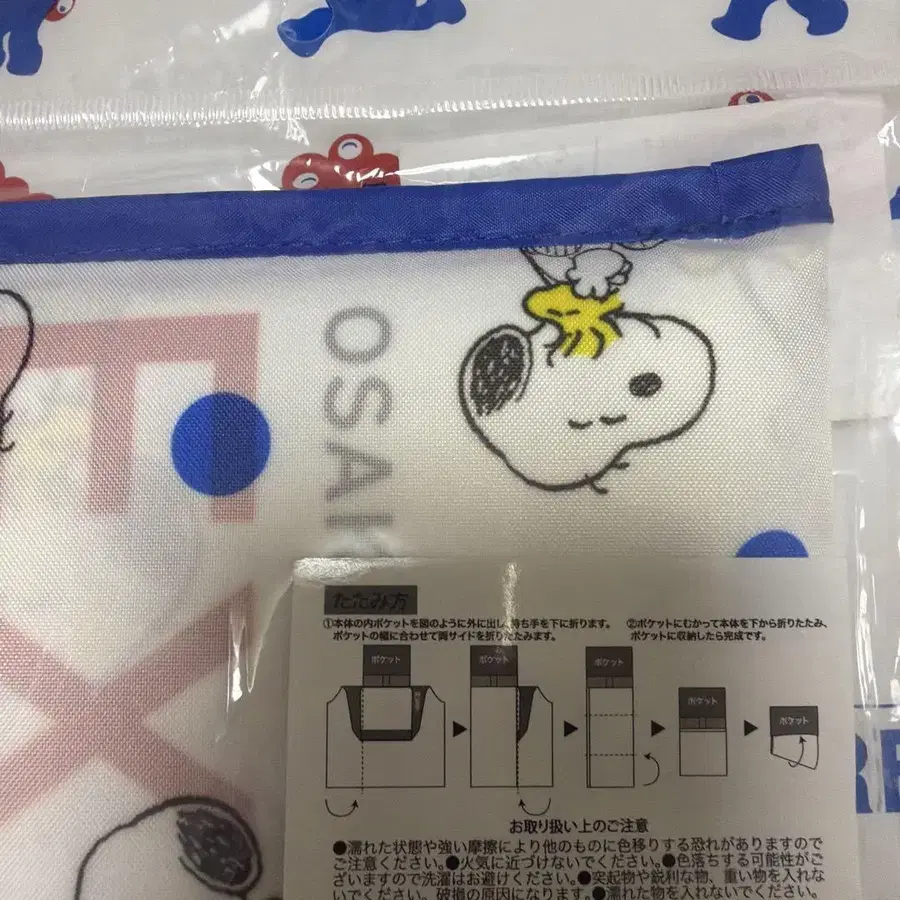 OSAK
EX
RE
たたみ方
①本体の内ポケットを図のように外に出し、持ち手を下に折ります。
ポケットの幅に合わせて両サイドを折りたたみます。
②ポケットにむかって本体を下から折りたたみ、
ポケットに収納したら完成です。
ポケット
ポケット
ポケット
ポケット
ポケット
お取り扱い上のご注意
●濡れた状態や強い摩擦により他のものに色移りする恐れがありますので
ご注意ください。●火気に近づけないでください。●色落ちする可能性がご
ざいますので洗濯はお避けください。●突起物や鋭利な物、重い物を入れな
いでください。破損の原因になります。●濡れた物を入れないでください。